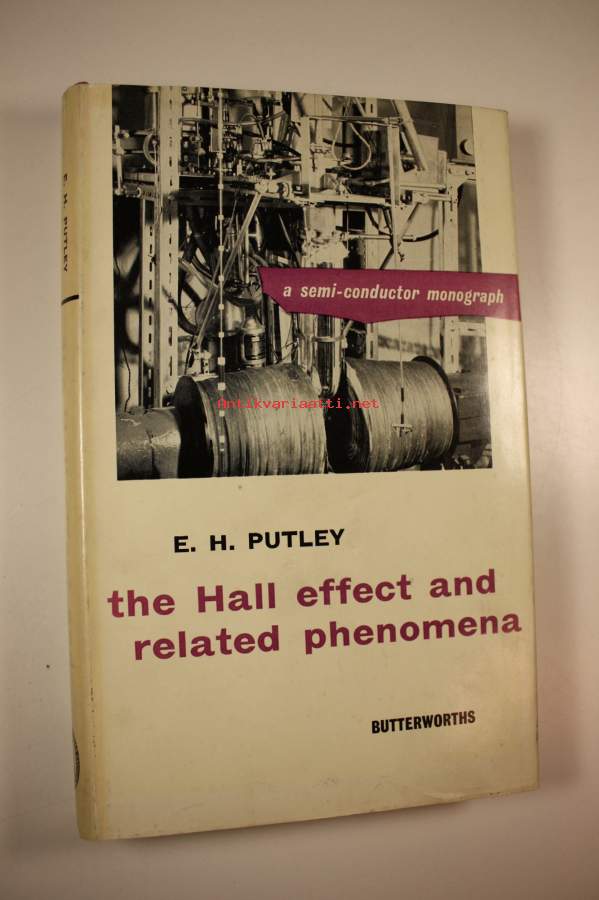 E. H. PUTLEY
a semi-conductor monograph
Antikvariaatti.net
E. H. PUTLEY
the Hall effect and
related phenomena
BUTTERWORTHS